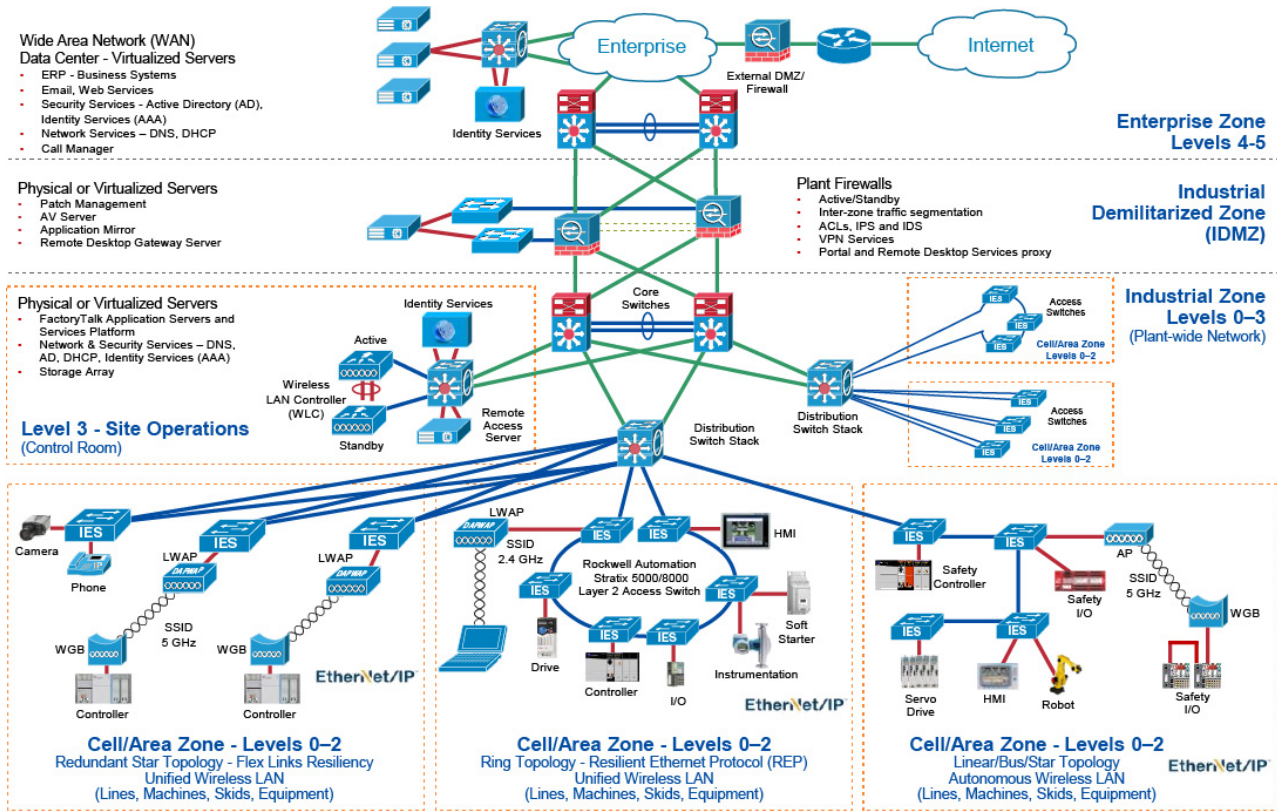 Wide Area Network (WAN)
Data Center - Virtualized Servers
• ERP - Business Systems
• Email, Web Services
• Security Services - Active Directory (AD),
Identity Services (AAA)
• Network Services – DNS, DHCP
• Call Manager
Identity Services
Enterprise
External DMZ/
Firewall
Internet
Enterprise Zone
Levels 4-5
Physical or Virtualized Servers
• Patch Management
• AV Server
• Application Mirror
• Remote Desktop Gateway Server
Plant Firewalls
• Active/Standby
• Inter-zone traffic segmentation
• ACLs, IPS and IDS
• VPN Services
• Portal and Remote Desktop Services proxy
Industrial
Demilitarized Zone
(IDMZ)
Physical or Virtualized Servers
• FactoryTalk Application Servers and
Services Platform
• Network & Security Services – DNS,
AD, DHCP, Identity Services (AAA)
• Storage Array
Identity Services
Active
Wireless
LAN Controller
(WLC)
Standby
Remote
Access
Server
Level 3 - Site Operations
(Control Room)
Core
Switches
Distribution
Switch Stack
Distribution
Switch Stack
IES
IES
IES
Access
Switches
Cell/Area Zone
Levels 0–2
IES
IES
IES
Access
Switches
Cell/Area Zone
Levels 0–2
Industrial Zone
Levels 0–3
(Plant-wide Network)
Camera
IES
IP
Phone
IES
LWAP
DAPWAP
SSID
5 GHz
WGB
Controller
IES
LWAP
DAPWAP
WGB
Controller
EtherNet/IP™
Cell/Area Zone - Levels 0–2
Redundant Star Topology - Flex Links Resiliency
Unified Wireless LAN
(Lines, Machines, Skids, Equipment)
LWAP
DAPWAP
SSID
2.4 GHz
IES
IES
HMI
Rockwell Automation
Stratix 5000/8000
Layer 2 Access Switch
IES
IES
Soft
Starter
IES
IES
Drive
Controller
I/O
Instrumentation
EtherNet/IP™
Cell/Area Zone - Levels 0–2
Ring Topology - Resilient Ethernet Protocol (REP)
Unified Wireless LAN
(Lines, Machines, Skids, Equipment)
IES
Safety
Controller
IES
Safety
I/O
AP
SSID
5 GHz
WGB
IES
IES
Servo
Drive
HMI
Robot
Safety
I/O
Cell/Area Zone - Levels 0–2
Linear/Bus/Star Topology
Autonomous Wireless LAN
(Lines, Machines, Skids, Equipment)
EtherNet/IP™